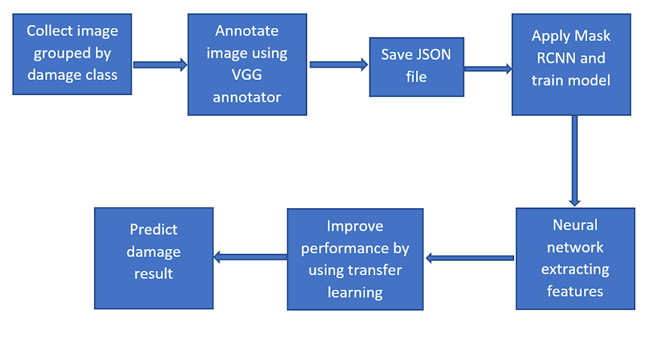 Collect image
grouped by
damage class
Annotate
image using
VGG
annotator
Save JSON
file
Apply Mask
RCNN and
train model
Neural
network
extracting
features
Improve
performance by
using transfer
learning
Predict
damage
result